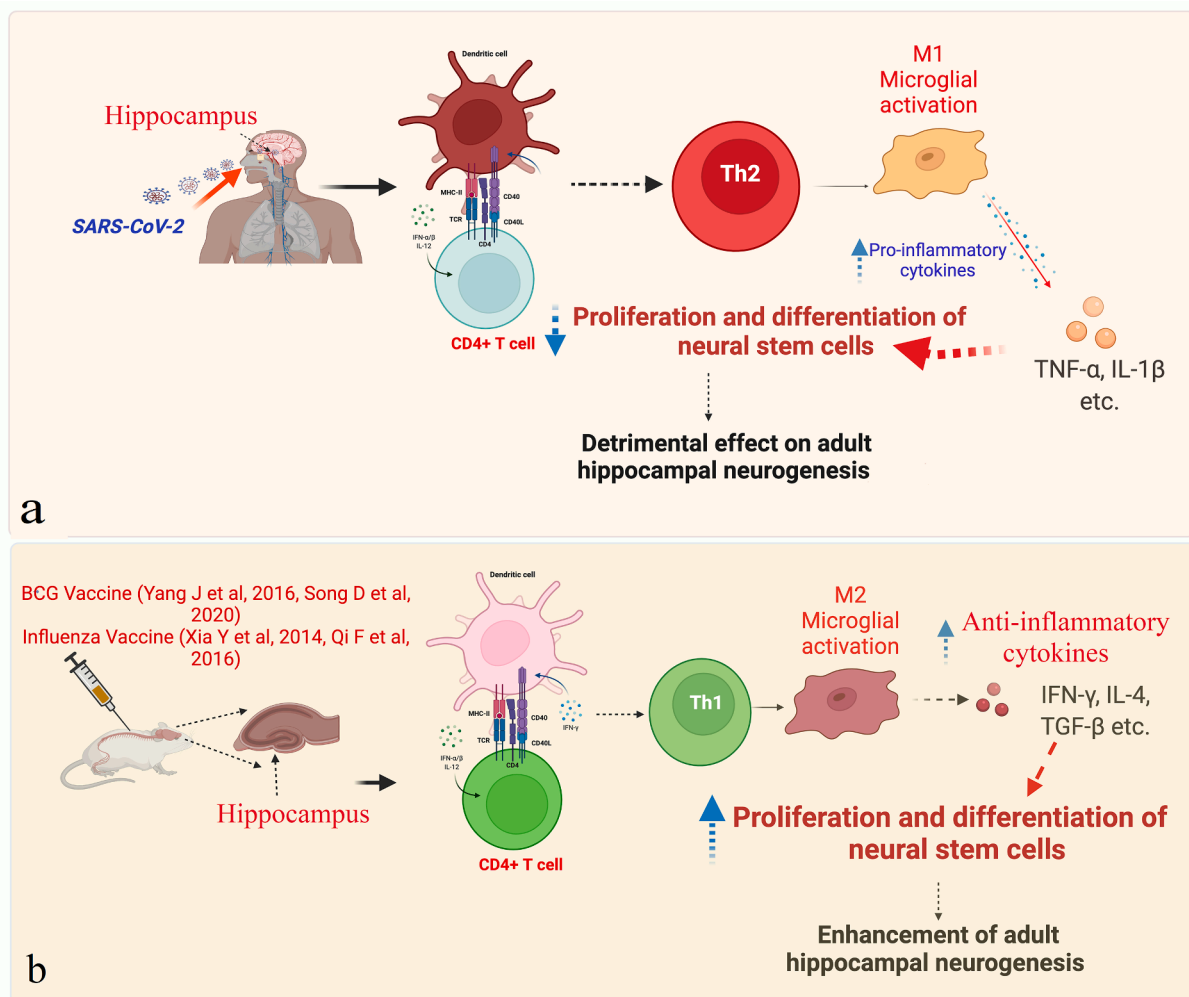 Hippocampus
SARS-CoV-2
Dendritic cell
MHC-II
CD40
TCR
CD40L
CD4
IFN-α/β
IL-12
CD4+ T cell
Th2
M1
Microglial
activation
Pro-inflammatory
cytokines
TNF-α, IL-1β
etc.
Proliferation and differentiation of
neural stem cells
Detrimental effect on adult
hippocampal neurogenesis
a
BCG Vaccine (Yang J et al, 2016, Song D et al,
2020)
Influenza Vaccine (Xia Y et al, 2014, Qi F et al,
2016)
Hippocampus
Dendritic cell
MHC-II
CD40
TCR
CD40L
CD4
IFN-γ
IFN-α/β
IL-12
CD4+ T cell
Th1
M2
Microglial
activation
Anti-inflammatory
cytokines
IFN-γ, IL-4,
TGF-β etc.
Proliferation and differentiation of
neural stem cells
Enhancement of adult
hippocampal neurogenesis
b